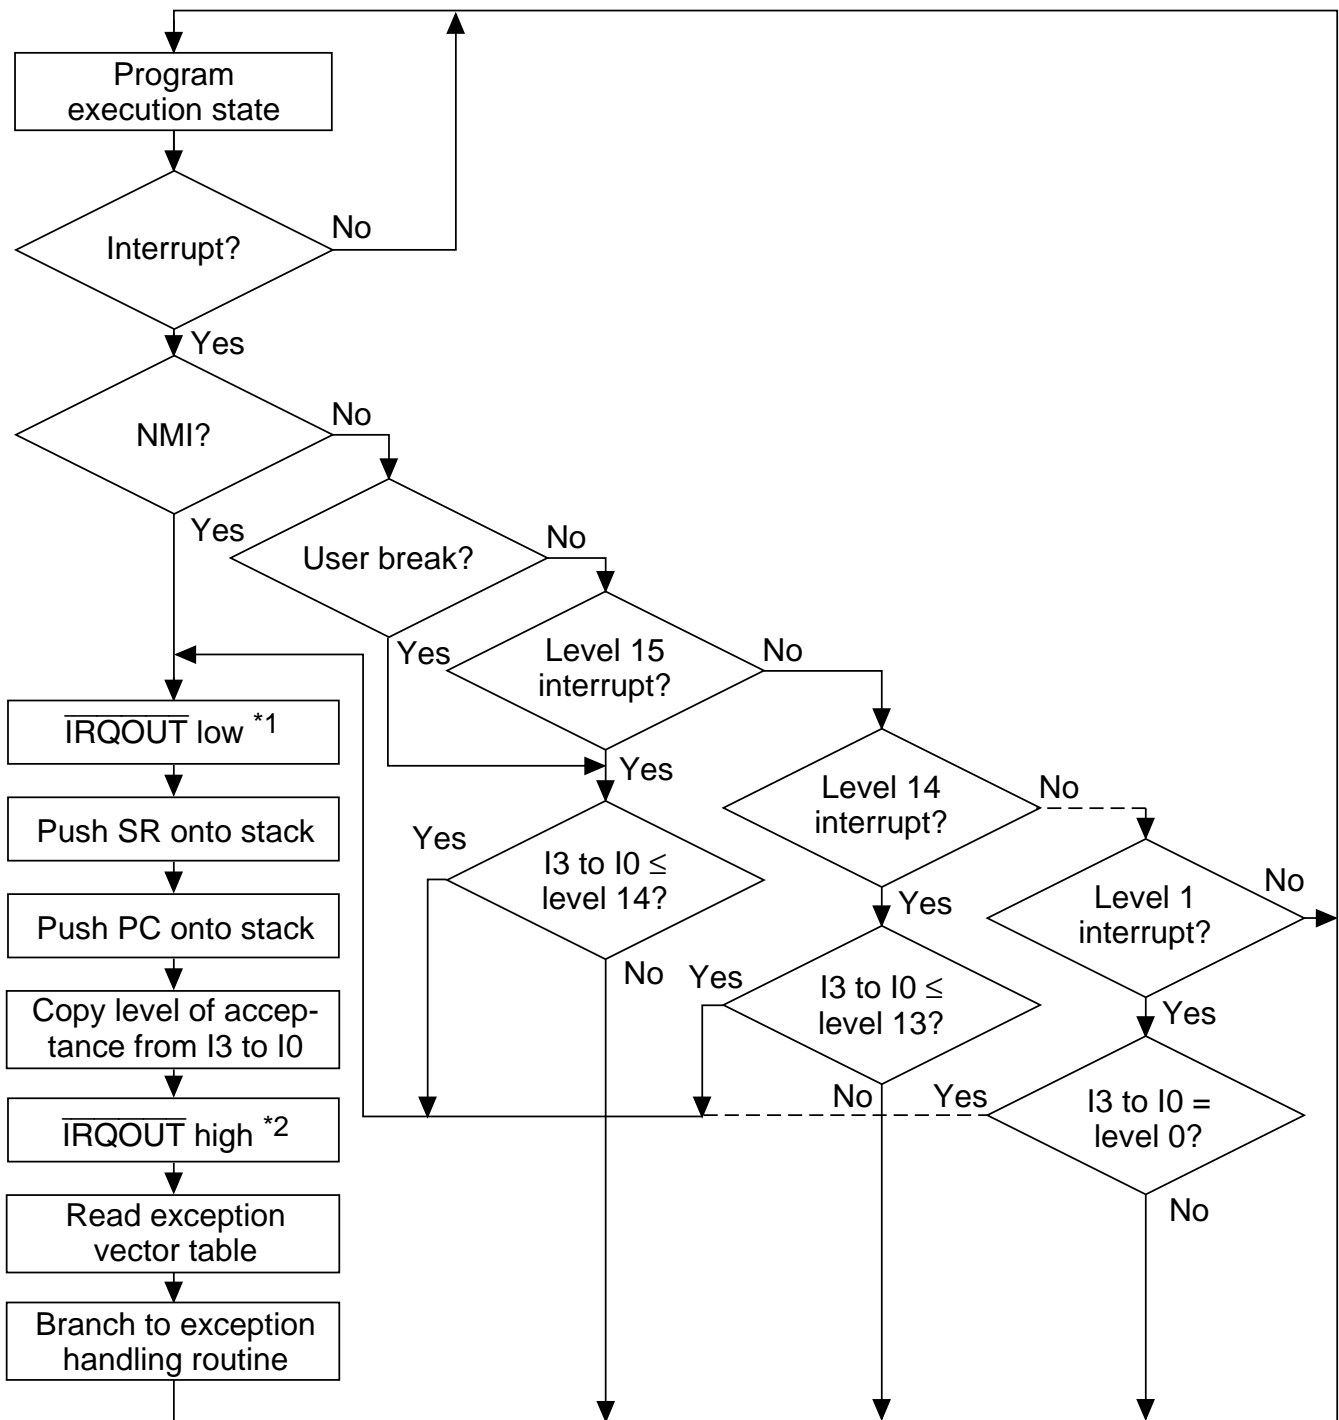 Program
execution state
Interrupt?
No
Yes
NMI?
No
Yes
User break?
No
Yes
Level 15
interrupt?
No
Yes
Level 14
interrupt?
No
Yes
Level 1
interrupt?
No
Yes
I3 to I0 ≤
level 14?
Yes
No
I3 to I0 ≤
level 13?
Yes
No
I3 to I0 =
level 0?
Yes
No
IRQOUT low *1
Push SR onto stack
Push PC onto stack
Copy level of accep-
tance from I3 to I0
IRQOUT high *2
Read exception
vector table
Branch to exception
handling routine